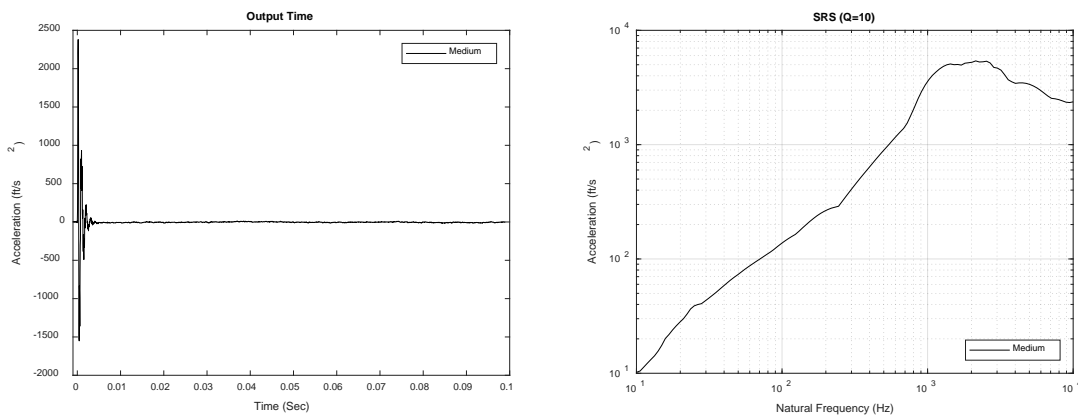 Output Time
2500
2000
1500
1000
500
0
-500
-1000
-1500
-2000
Acceleration (ft/s 2 )
0 0.01 0.02 0.03 0.04 0.05 0.06 0.07 0.08 0.09 0.1
Time (Sec)
Medium
SRS (Q=10)
10 4
10 3
10 2
10 1
Acceleration (ft/s 2 )
10 1 10 2 10 3 10
Natural Frequency (Hz)
Medium